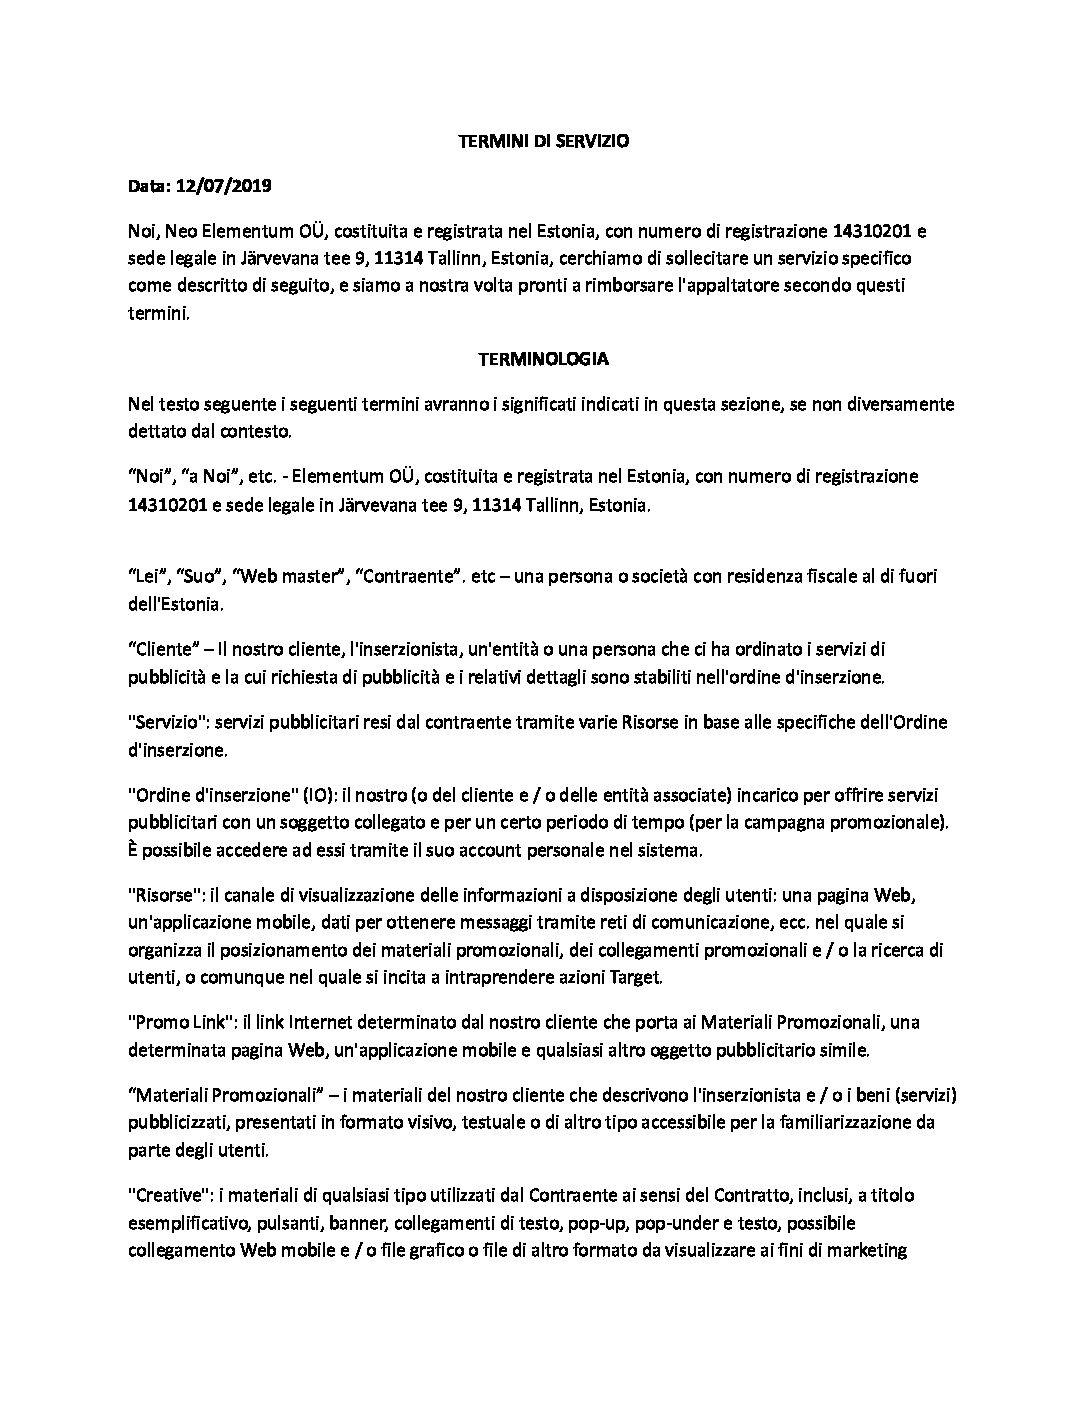 TERMINI DI SERVIZIO
Data: 12/07/2019
Noi, Neo Elementum OÜ, costituita e registrata nel Estonia, con numero di registrazione 14310201 e
sede legale in Järvevana tee 9, 11314 Tallinn, Estonia, cerchiamo di sollecitare un servizio specifico
come descritto di seguito, e siamo a nostra volta pronti a rimborsare l'appaltatore secondo questi
termini.
TERMINOLOGIA
Nel testo seguente i seguenti termini avranno i significati indicati in questa sezione, se non diversamente
dettato dal contesto.
“Noi”, “a Noi”, etc. - Elementum OÜ, costituita e registrata nel Estonia, con numero di registrazione
14310201 e sede legale in Järvevana tee 9, 11314 Tallinn, Estonia.
“Lei”, “Suo”, “Web master”, “Contraente”. etc – una persona o società con residenza fiscale al di fuori
dell'Estonia.
“Cliente” – Il nostro cliente, l'inserzionista, un'entità o una persona che ci ha ordinato i servizi di
pubblicità e la cui richiesta di pubblicità e i relativi dettagli sono stabiliti nell'ordine d'inserzione.
"Servizio": servizi pubblicitari resi dal contraente tramite varie Risorse in base alle specifiche dell'Ordine
d'inserzione.
"Ordine d'inserzione" (IO): il nostro (o del cliente e / o delle entità associate) incarico per offrire servizi
pubblicitari con un soggetto collegato e per un certo periodo di tempo (per la campagna promozionale).
È possibile accedere ad essi tramite il suo account personale nel sistema.
"Risorse": il canale di visualizzazione delle informazioni a disposizione degli utenti: una pagina Web,
un'applicazione mobile, dati per ottenere messaggi tramite reti di comunicazione, ecc. nel quale si
organizza il posizionamento dei materiali promozionali, dei collegamenti promozionali e / o la ricerca di
utenti, o comunque nel quale si incita a intraprendere azioni Target.
"Promo Link": il link Internet determinato dal nostro cliente che porta ai Materiali Promozionali, una
determinata pagina Web, un'applicazione mobile e qualsiasi altro oggetto pubblicitario simile.
“Materiali Promozionali” – i materiali del nostro cliente che descrivono l'inserzionista e / o i beni (servizi)
pubblicizzati, presentati in formato visivo, testuale o di altro tipo accessibile per la familiarizzazione da
parte degli utenti.
"Creative": i materiali di qualsiasi tipo utilizzati dal Contraente ai sensi del Contratto, inclusi, a titolo
esemplificativo, pulsanti, banner, collegamenti di testo, pop-up, pop-under e testo, possibile
collegamento Web mobile e / o file grafico o file di altro formato da visualizzare ai fini di marketing